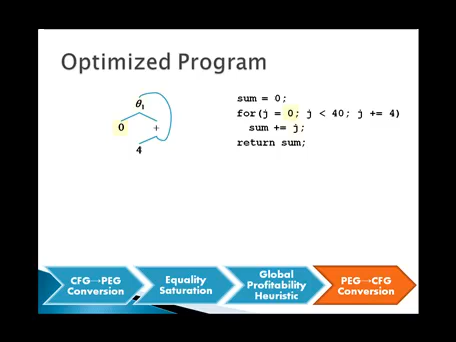 Optimized Program
θ1
0
+
4
sum = 0;
for(j = 0; j < 40; j += 4)
sum += j;
return sum;
CFG→PEG
Conversion
Equality
Saturation
Global
Profitability
Heuristic
PEG→CFG
Conversion